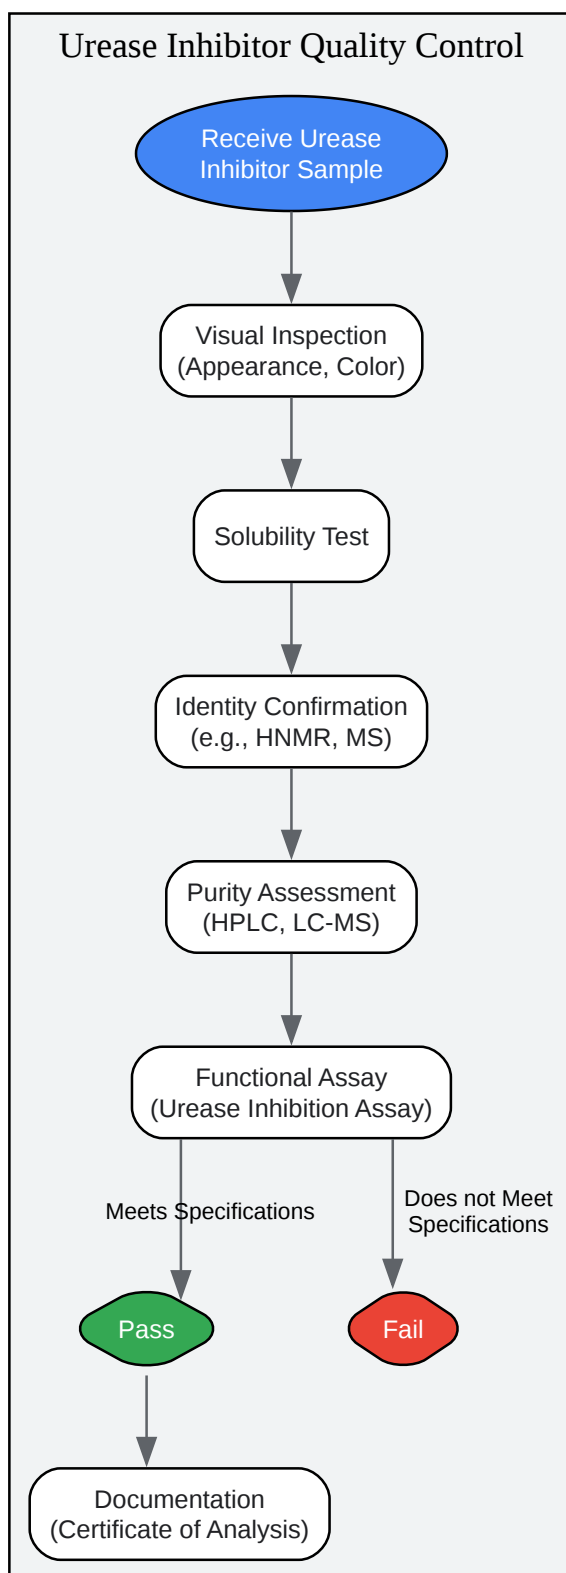 Urease Inhibitor Quality Control
Receive Urease
Inhibitor Sample
Visual Inspection
(Appearance, Color)
Solubility Test
Identity Confirmation
(e.g., HNMR, MS)
Purity Assessment
(HPLC, LC-MS)
Functional Assay
(Urease Inhibition Assay)
Meets Specifications
Does not Meet
Specifications
Pass
Fail
Documentation
(Certificate of Analysis)